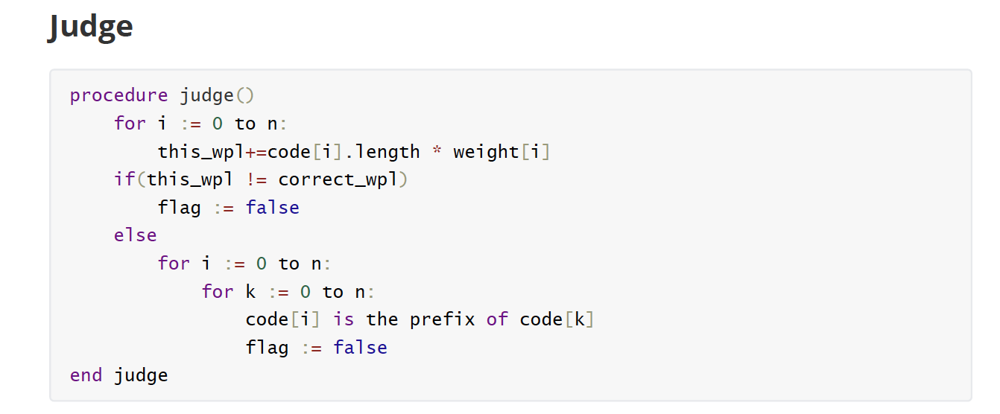 Judge
procedure judge()
    for i := 0 to n:
        this_wpl+=code[i].length * weight[i]
    if(this_wpl != correct_wpl)
        flag := false
    else
        for i := 0 to n:
            for k := 0 to n:
                code[i] is the prefix of code[k]
                flag := false
end judge